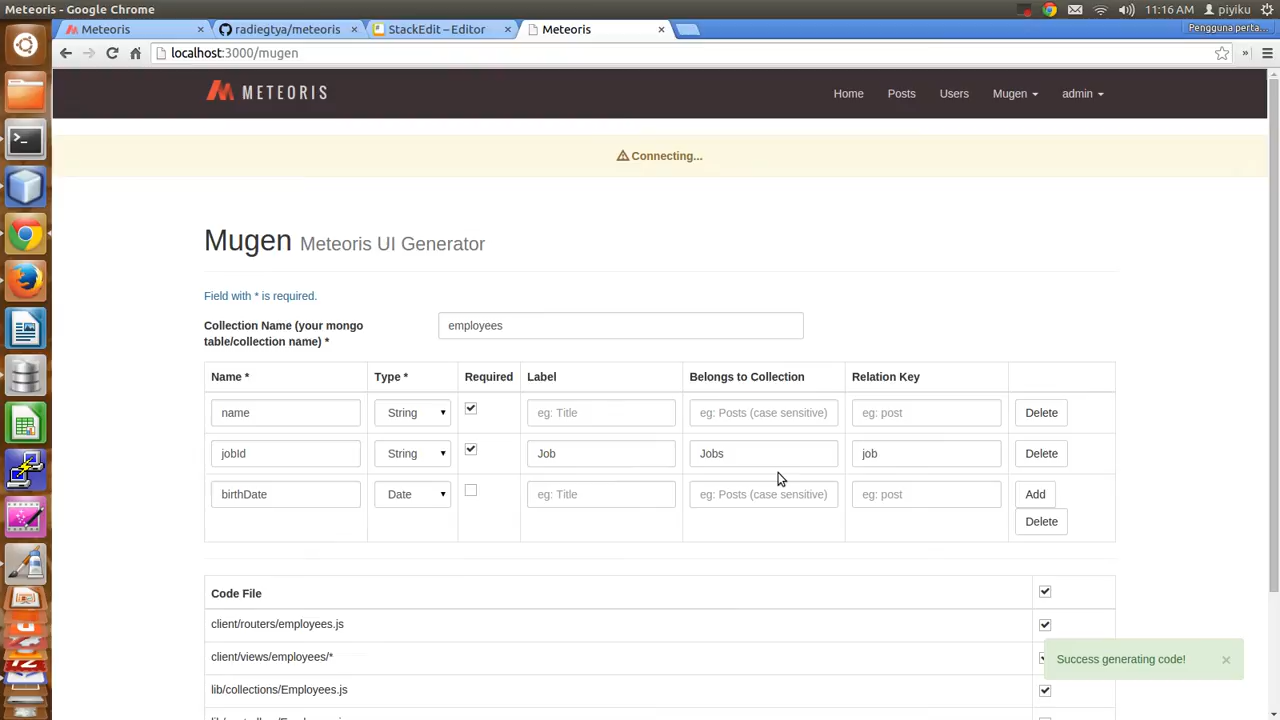 Meteoris - Google Chrome
11:16 AM
piyiku
Meteoris
radiegtya/meteoris
StackEdit – Editor
Meteoris
Pengguna perta...
localhost:3000/mugen
METEORIS
Home
Posts
Users
Mugen
admin
Connecting...
Mugen Meteoris UI Generator
Field with * is required.
Collection Name (your mongo
table/collection name) *
employees
Name *
Type *
Required
Label
Belongs to Collection
Relation Key
name
String
eg: Title
eg: Posts (case sensitive)
eg: post
Delete
jobId
String
Job
Jobs
job
Delete
birthDate
Date
eg: Title
eg: Posts (case sensitive)
eg: post
Add
Delete
Code File
client/routers/employees.js
client/views/employees/*
Success generating code!
×
lib/collections/Employees.js